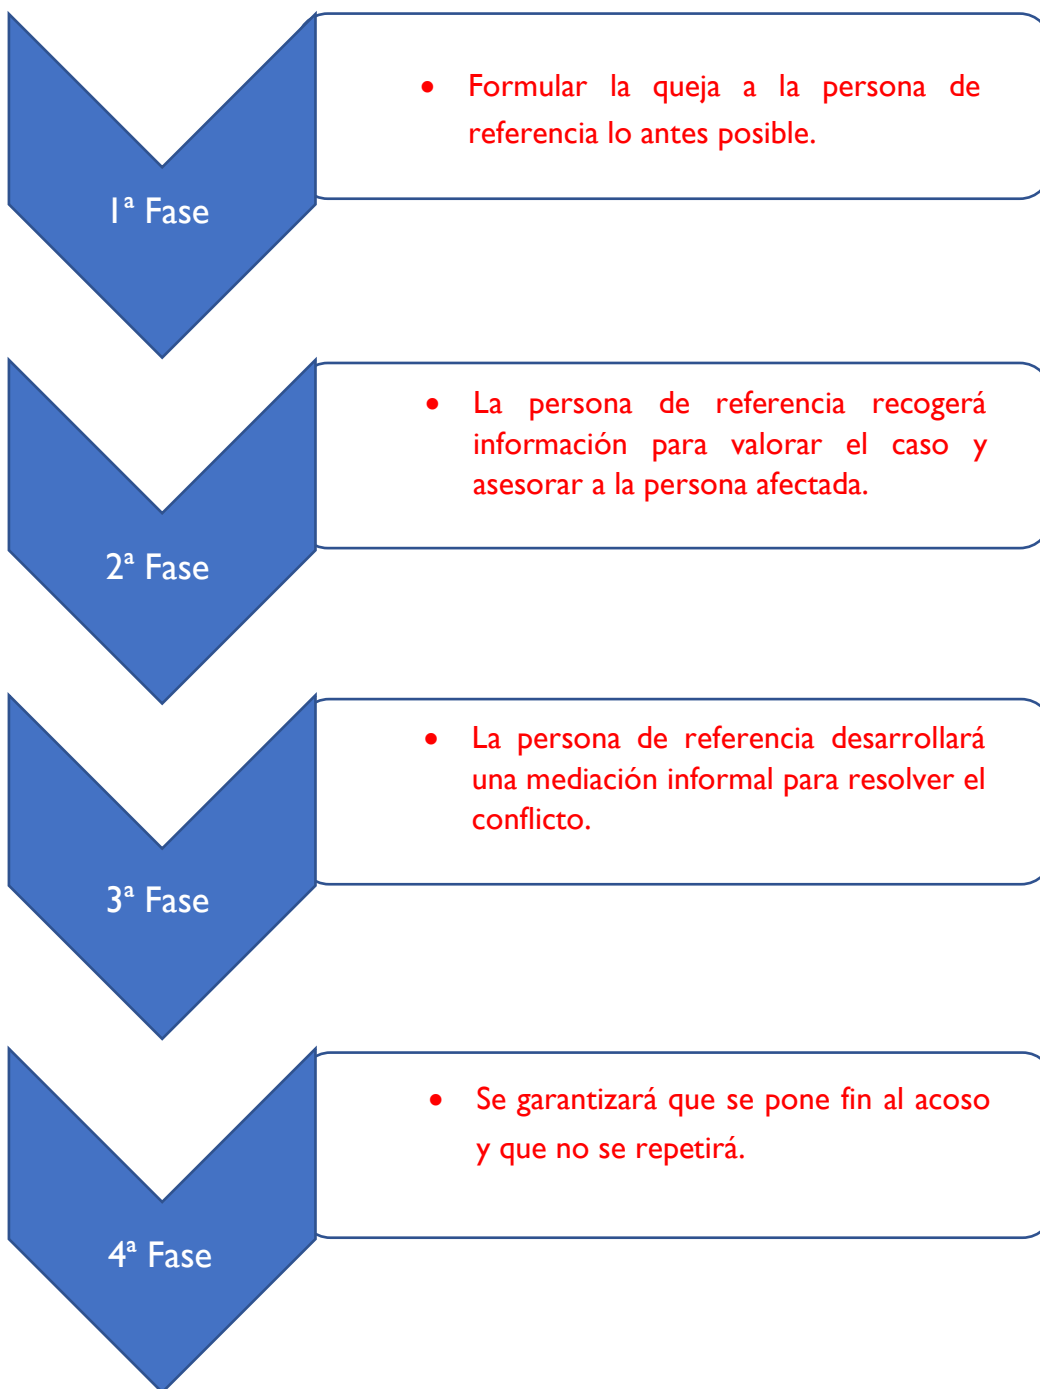 • Formular la queja a la persona de
referencia lo antes posible.
1ª Fase
• La persona de referencia recogerá
información para valorar el caso y
asesorar a la persona afectada.
2ª Fase
• La persona de referencia desarrollará
una mediación informal para resolver el
conflicto.
3ª Fase
• Se garantizará que se pone fin al acoso
y que no se repetirá.
4ª Fase